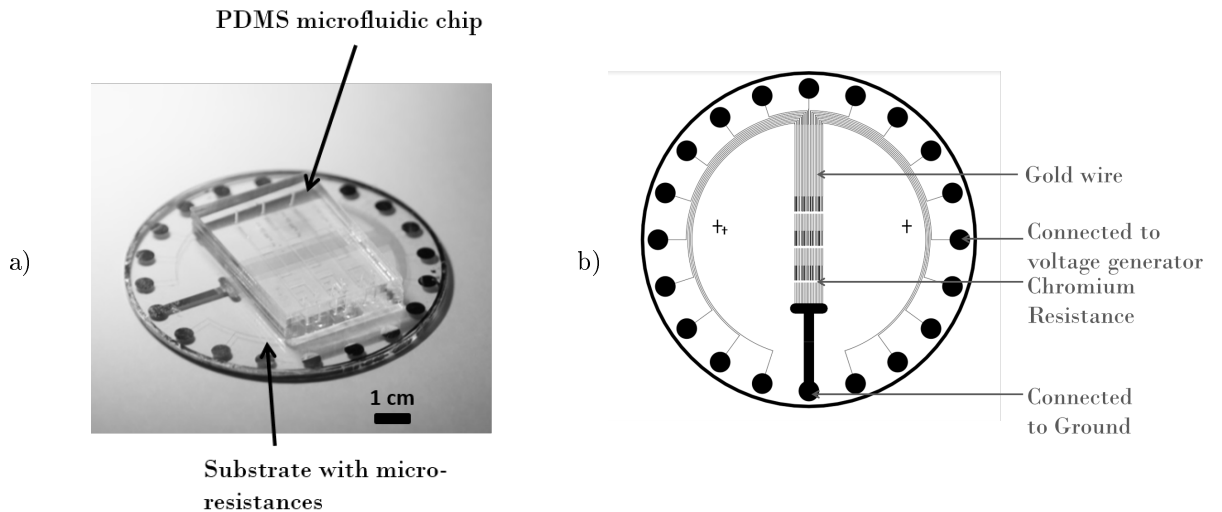 PDMS microfluidic chip
a)
1 cm
Substrate with micro-
resistances
b)
Gold wire
Connected to
voltage generator
Chromium
Resistance
Connected
to Ground